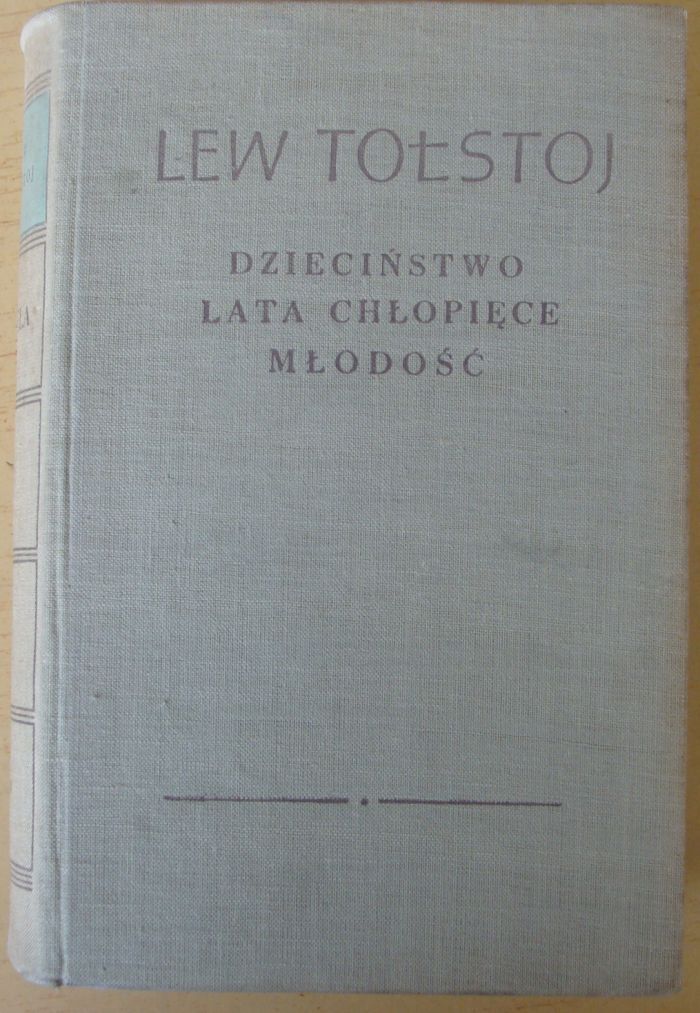 LEW TOŁSTOJ
DZIECIŃSTWO
LATA CHŁOPIĘCE
MŁODOŚĆ